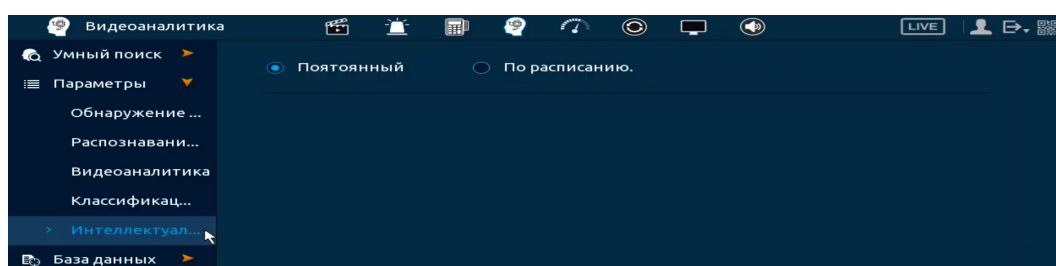 Видеоаналитика
LIVE
Умный поиск
Поятоянный
По расписанию.
Параметры
Обнаружение ...
Распознавани...
Видеоаналитика
Классификац...
Интеллектуал...
База данных